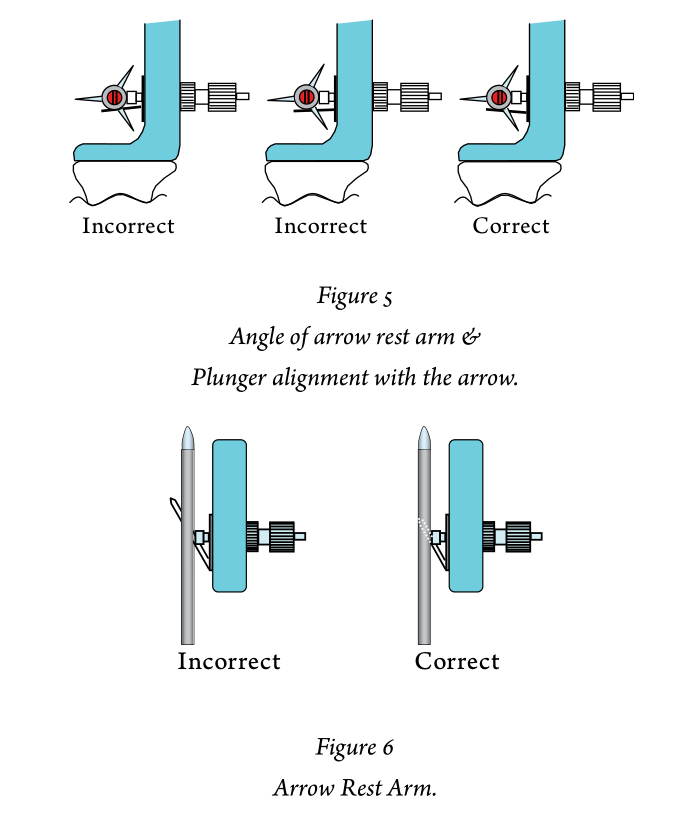 Incorrect
Incorrect
Correct
Figure 5
Angle of arrow rest arm &
Plunger alignment with the arrow.
Incorrect
Correct
Figure 6
Arrow Rest Arm.